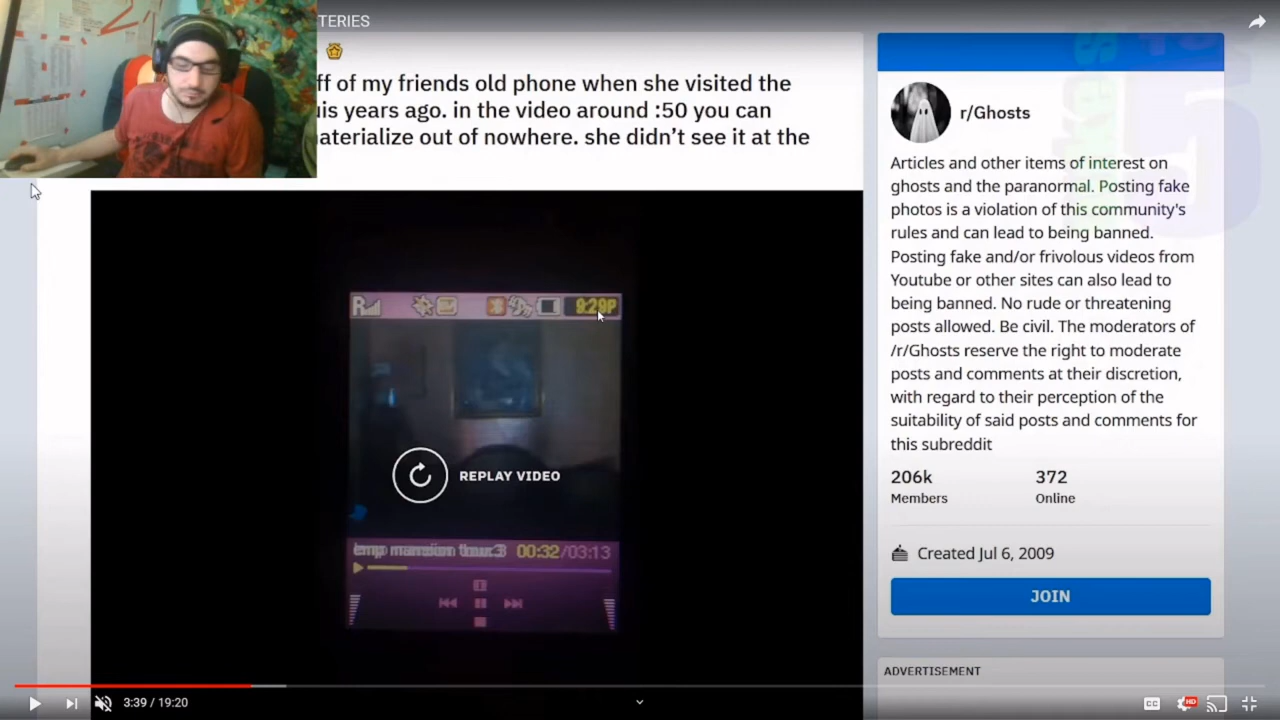 TERIES
ff of my friends old phone when she visited the
is years ago. in the video around :50 you can
aterialize out of nowhere. she didn't see it at the
r/Ghosts
Articles and other items of interest on
ghosts and the paranormal. Posting fake
photos is a violation of this community's
rules and can lead to being banned.
Posting fake and/or frivolous videos from
Youtube or other sites can also lead to
being banned. No rude or threatening
posts allowed. Be civil. The moderators of
/r/Ghosts reserve the right to moderate
posts and comments at their discretion,
with regard to their perception of the
suitability of said posts and comments for
this subreddit
206k 372
Members Online
Created Jul 6, 2009
JOIN
ADVERTISEMENT
R 9:29P
REPLAY VIDEO
lemp mansion tour.3 00:32/03:13
3:39 / 19:20
CC HD